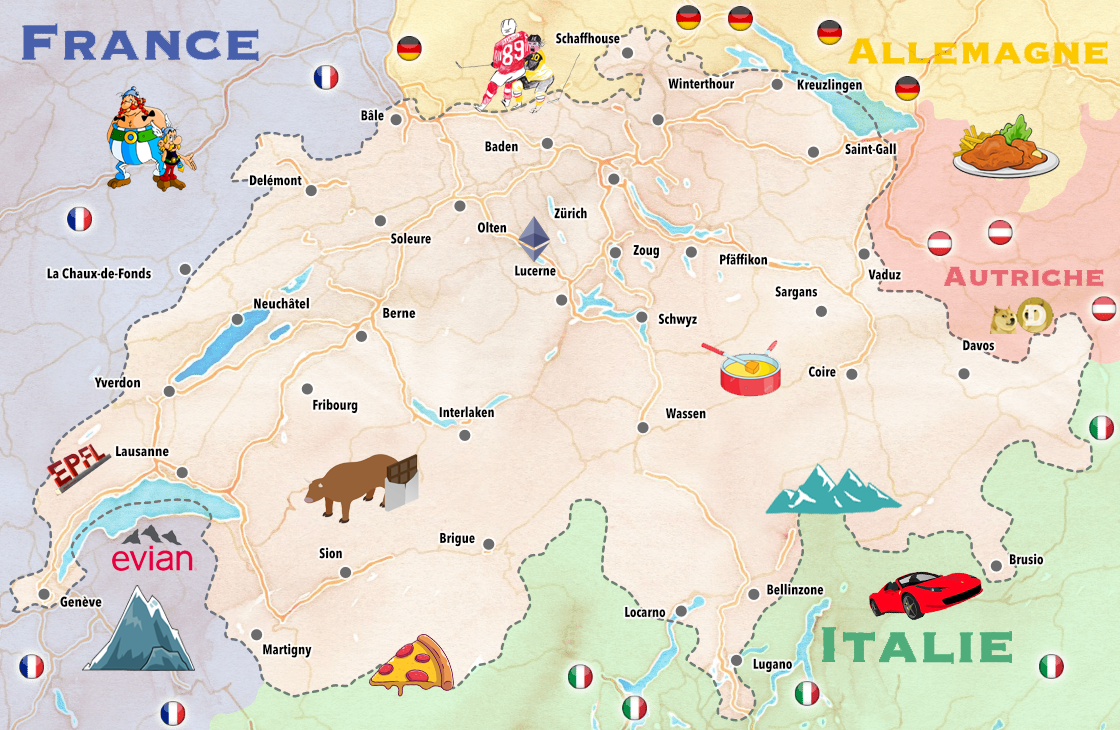 FRANCE
ALLEMAGNE
89
Schaffhouse
Winterthour
Kreuzlingen
Bâle
Baden
Saint-Gall
Delémont
Zürich
Olten
Soleure
Zoug
Pfäffikon
Lucerne
La Chaux-de-Fonds
Vaduz
AUTRICHE
Sargans
Neuchâtel
Berne
Schwyz
Davos
Coire
Yverdon
Fribourg
Interlaken
Wassen
Lausanne
EPFL
evian
Brigue
Sion
Brusio
Bellinzone
Genève
Locarno
ITALIE
Martigny
Lugano